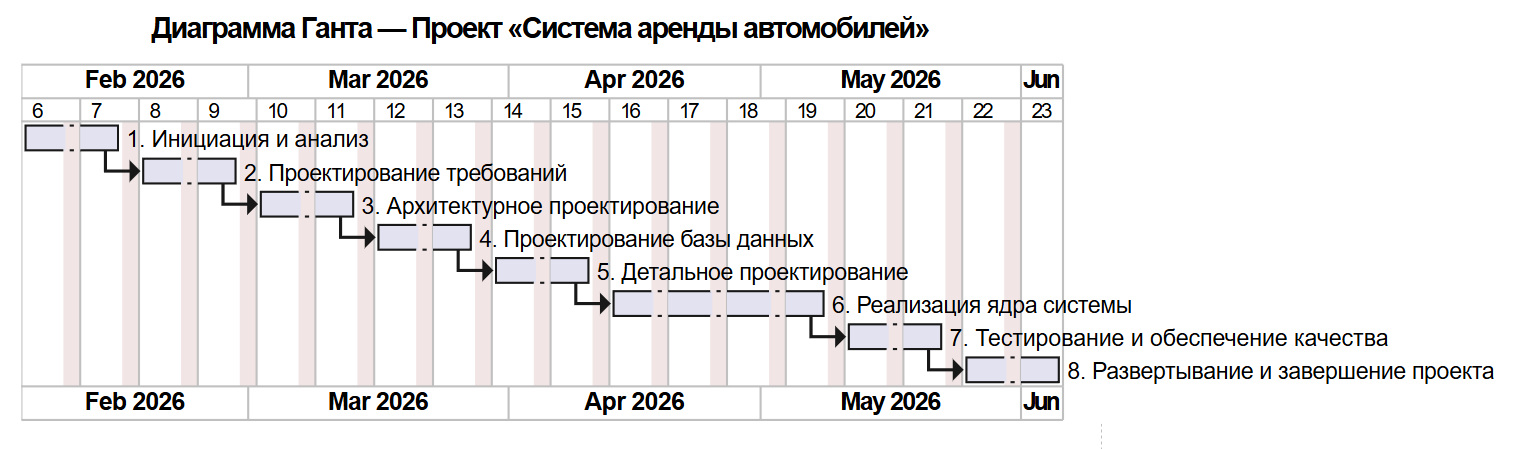 Диаграмма Ганта — Проект «Система аренды автомобилей»
Feb 2026 Mar 2026 Apr 2026 May 2026 Jun
6 7 8 9 10 11 12 13 14 15 16 17 18 19 20 21 22 23
1. Инициация и анализ
2. Проектирование требований
3. Архитектурное проектирование
4. Проектирование базы данных
5. Детальное проектирование
6. Реализация ядра системы
7. Тестирование и обеспечение качества
8. Развертывание и завершение проекта
Feb 2026 Mar 2026 Apr 2026 May 2026 Jun